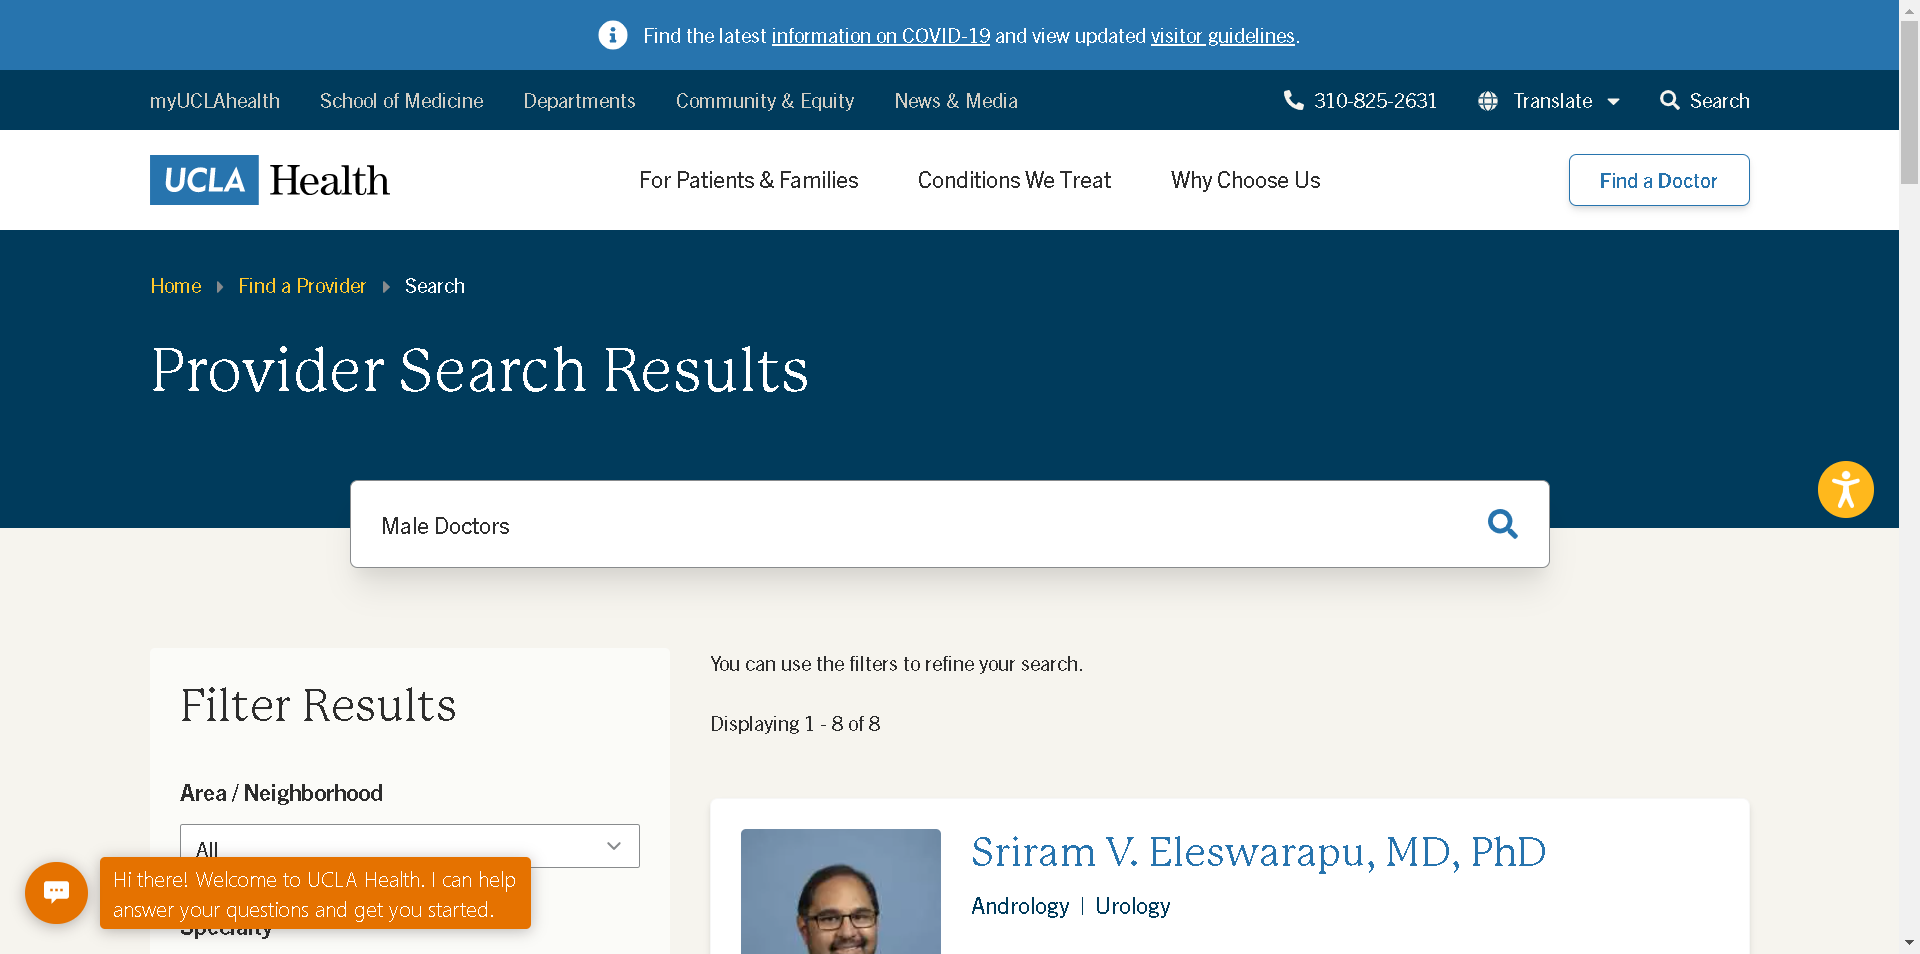 Find the latest information on COVID-19 and view updated visitor guidelines.
myUCLAhealth School of Medicine Departments Community & Equity News & Media 310-825-2631 Translate Search
UCLA Health For Patients & Families Conditions We Treat Why Choose Us Find a Doctor
Home Find a Provider Search
Provider Search Results
Male Doctors
Filter Results
Area / Neighborhood
All
Hi there! Welcome to UCLA Health. I can help
answer your questions and get you started.
Specialty
You can use the filters to refine your search.
Displaying 1 - 8 of 8
Sriram V. Eleswarapu, MD, PhD
Andrology | Urology